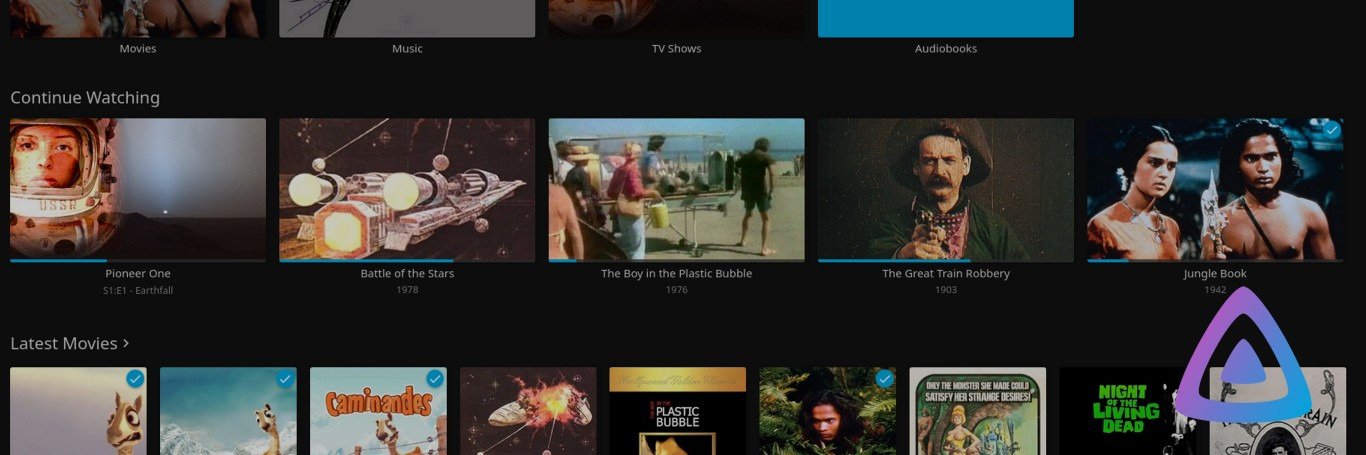 Movies
Music
TV Shows
Audiobooks
Continue Watching
USSR
Pioneer One
S1:E1 - Earthfall
Battle of the Stars
1978
The Boy in the Plastic Bubble
1976
The Great Train Robbery
1903
Jungle Book
1942
Latest Movies >
Caminandes
Hollywood Golden Classics
IN THE
PLASTIC
BUBBLE
ONLY THE MONSTER SHE MADE COULD
SATISFY HER STRANGE DESIRES!
NIGHT
OF THE
LIVING
DEAD